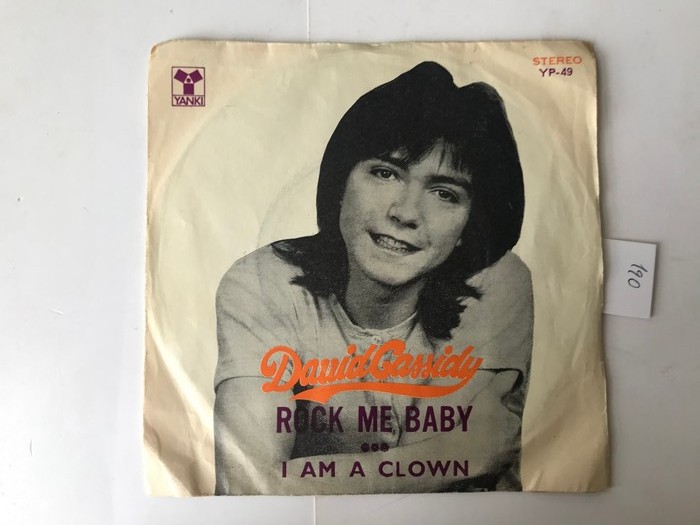 YANKI
STEREO
YP-49
190
David Cassidy
ROCK ME BABY
I AM A CLOWN